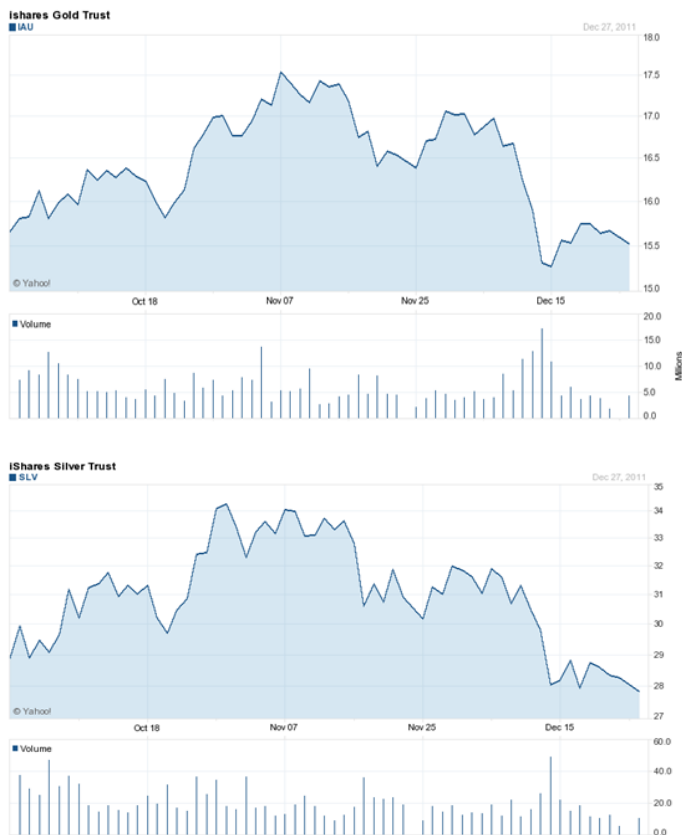 ishares Gold Trust
IAU Dec 27, 2011
18.0
17.5
17.0
16.5
16.0
15.5
15.0
© Yahoo!
Oct 18 Nov 07 Nov 25 Dec 15
Volume
20.0
15.0
10.0
5.0
0.0
Millions
iShares Silver Trust
SLV Dec 27, 2011
35
34
33
32
31
30
29
28
27
© Yahoo!
Oct 18 Nov 07 Nov 25 Dec 15
Volume
60.0
40.0
20.0
0.0